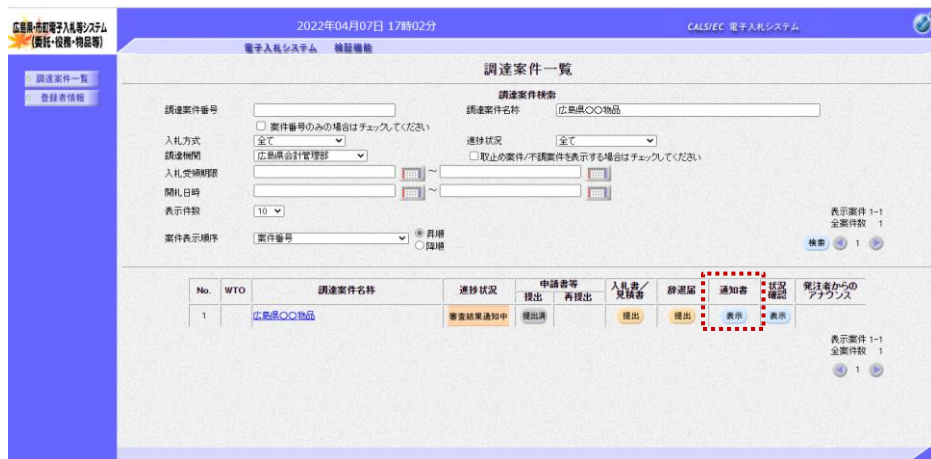 広島県・市町電子入札等システム
(委託・役務・物品等)
2022年04月07日 17時02分
CALS/EC 電子入札システム
電子入札システム 検証機能
調達案件一覧
登録者情報
調達案件一覧
調達案件検索
調達案件番号
調達案件名称 広島県〇〇物品
案件番号のみの場合はチェックしてください
入札方式 全て
進捗状況 全て
調達機関 広島県会計管理部
取止め案件/不調案件を表示する場合はチェックしてください
入札受領期限 ~
開札日時 ~
表示件数 10
表示案件 1-1
全案件数 1
案件表示順序 案件番号
昇順
降順
検索 1
No. WTO 調達案件名称 進捗状況 申請書等 入札書/見積書 辞退届 通知書 状況確認 発注者からのアナウンス
提出 再提出
1 広島県〇〇物品 審査結果通知中 提出済 提出 提出 表示 表示
表示案件 1-1
全案件数 1
1